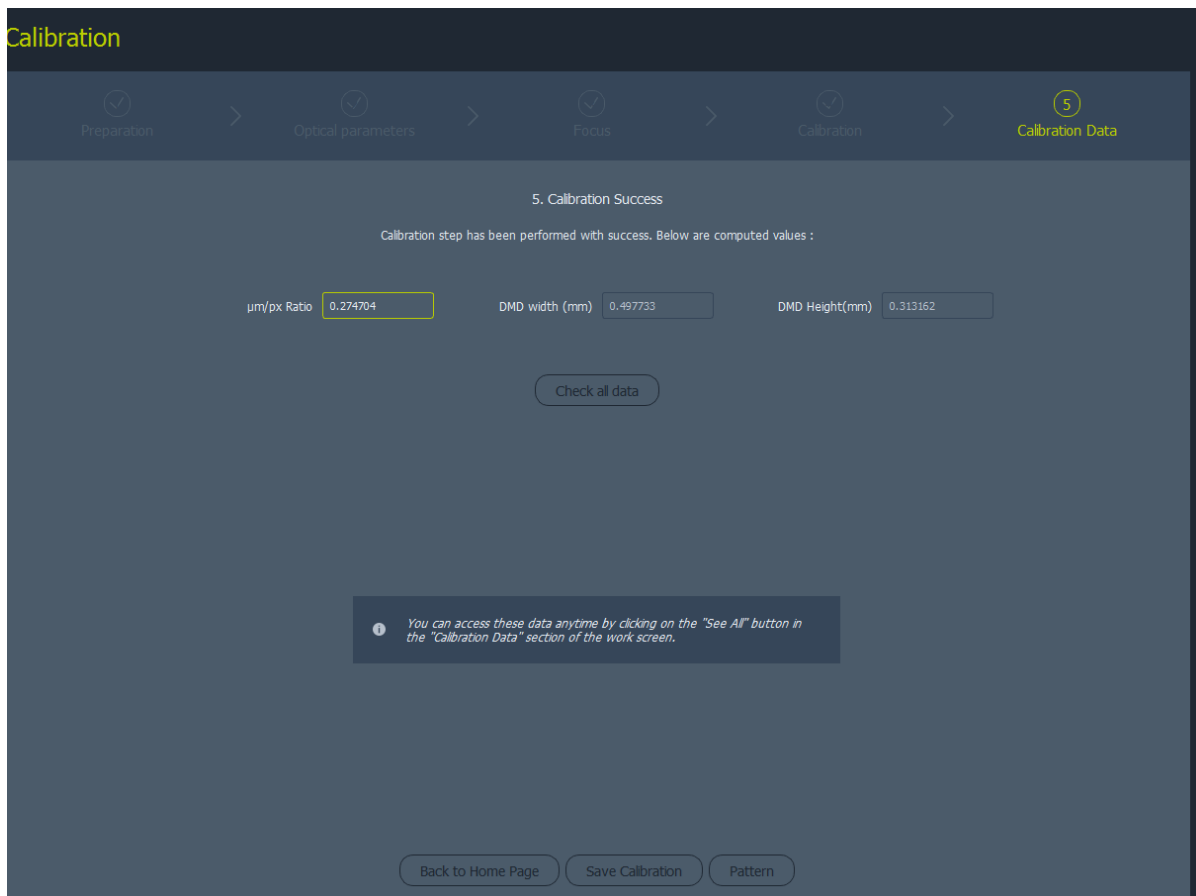 Calibration
Preparation
Optical parameters
Focus
Calibration
5
Calibration Data
5. Calibration Success
Calibration step has been performed with success. Below are computed values :
µm/px Ratio 0.274704 DMD width (mm) 0.497733 DMD Height(mm) 0.313162
Check all data
You can access these data anytime by clicking on the "See All" button in
the "Calibration Data" section of the work screen.
Back to Home Page Save Calibration Pattern